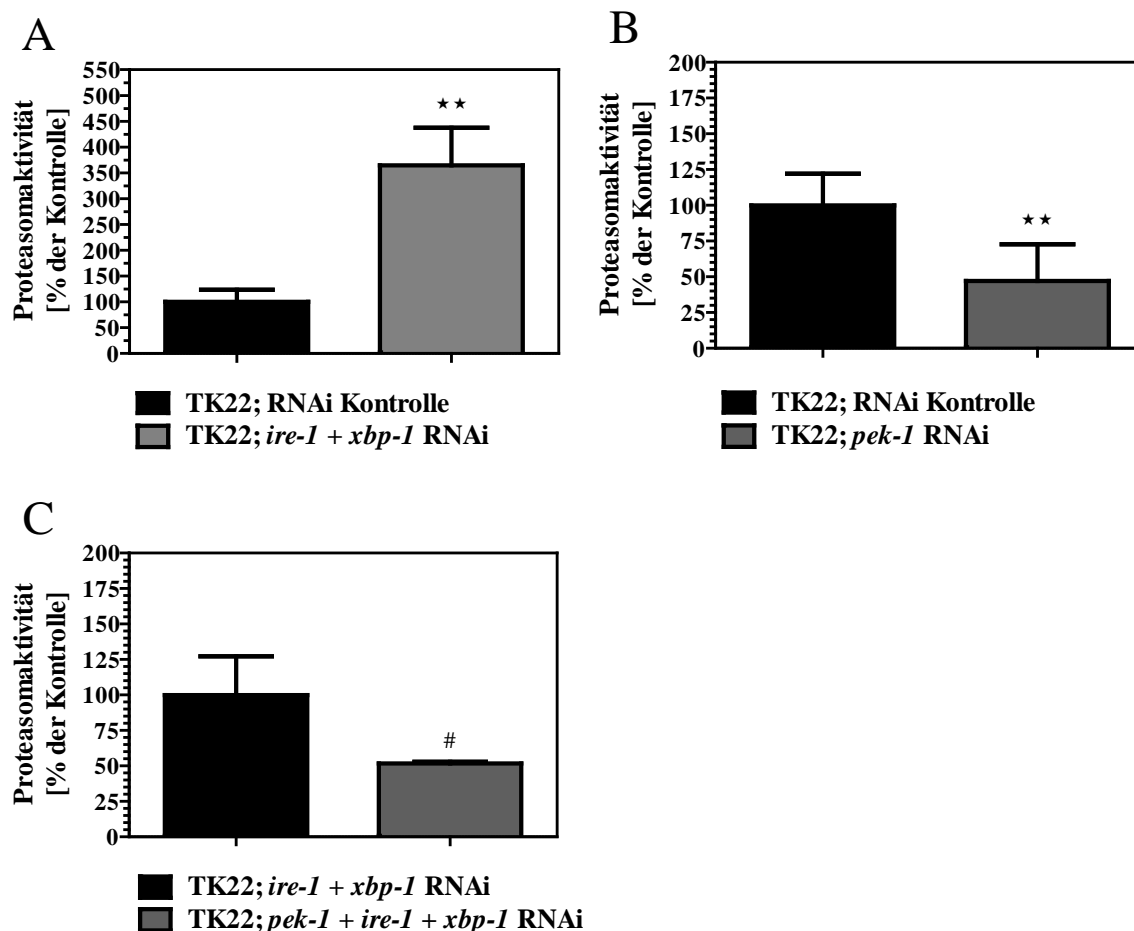 A
Proteasomaktivität
[% der Kontrolle]
550
500
450
400
350
300
250
200
150
100
50
0
★★
TK22; RNAi Kontrolle
TK22; ire-1 + xbp-1 RNAi
B
Proteasomaktivität
[% der Kontrolle]
200
175
150
125
100
75
50
25
0
★★
TK22; RNAi Kontrolle
TK22; pek-1 RNAi
C
Proteasomaktivität
[% der Kontrolle]
200
175
150
125
100
75
50
25
0
#
TK22; ire-1 + xbp-1 RNAi
TK22; pek-1 + ire-1 + xbp-1 RNAi